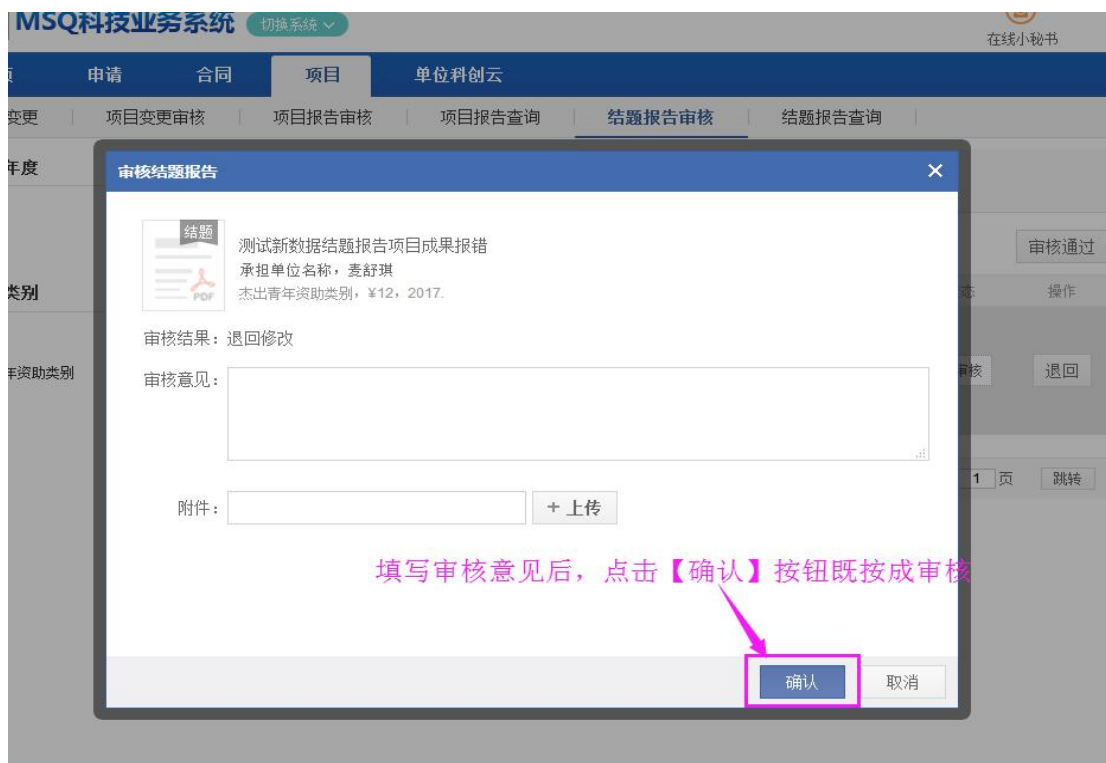 MSQ科技业务系统 切换系统
在线小秘书
申请 合同 项目 单位科创云
变更 项目变更审核 项目报告审核 项目报告查询 结题报告审核 结题报告查询
年度
审核结题报告
结题
PDF
测试新数据结题报告项目成果报错
承担单位名称，麦舒琪
杰出青年资助类别，¥12，2017.
审核通过
类别
态 操作
审核结果：退回修改
年资助类别
审核意见：
审核 退回
1 页 跳转
附件： + 上传
填写审核意见后，点击【确认】按钮既按成审核
确认 取消